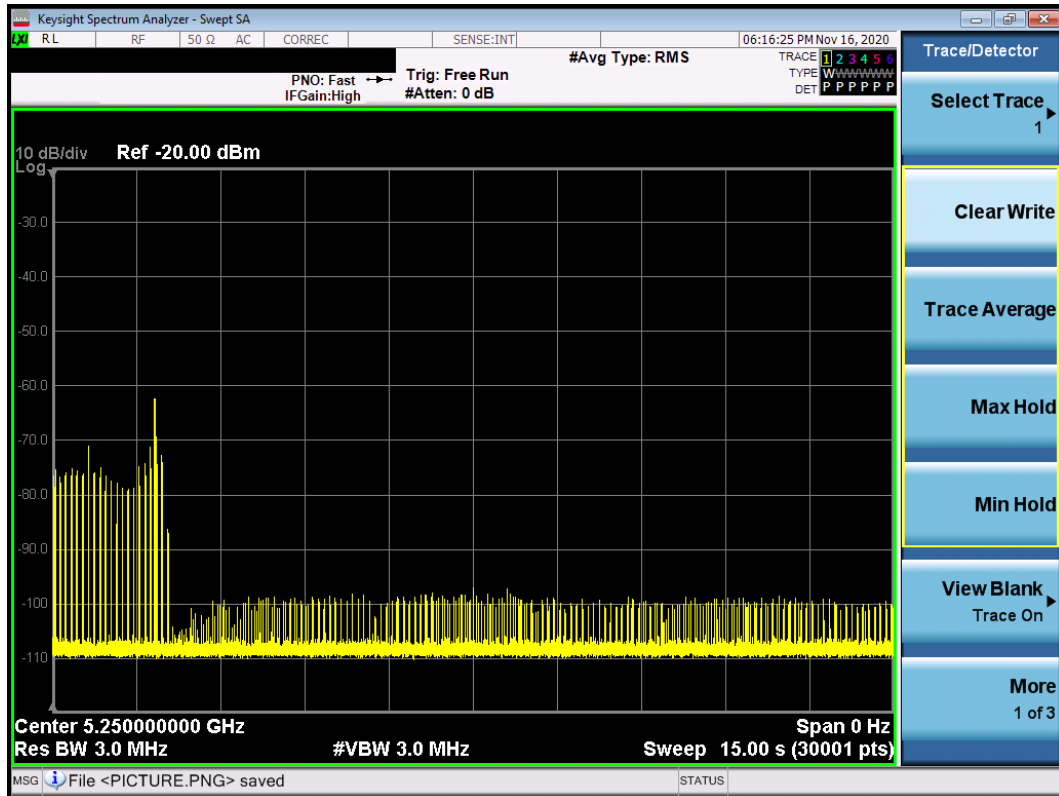 Keysight Spectrum Analyzer - Swept SA
LXI RL RF 50 Ω AC CORREC SENSE:INT 06:16:25 PM Nov 16, 2020
#Avg Type: RMS TRACE 1 2 3 4 5 6
PNO: Fast Trig: Free Run TYPE WWWWWW
IFGain:High #Atten: 0 dB DET P P P P P P
10 dB/div Ref -20.00 dBm
Log
-30.0
-40.0
-50.0
-60.0
-70.0
-80.0
-90.0
-100
-110
Center 5.250000000 GHz Span 0 Hz
Res BW 3.0 MHz #VBW 3.0 MHz Sweep 15.00 s (30001 pts)
MSG File <PICTURE.PNG> saved STATUS
Trace/Detector
Select Trace
1
Clear Write
Trace Average
Max Hold
Min Hold
View Blank
Trace On
More
1 of 3